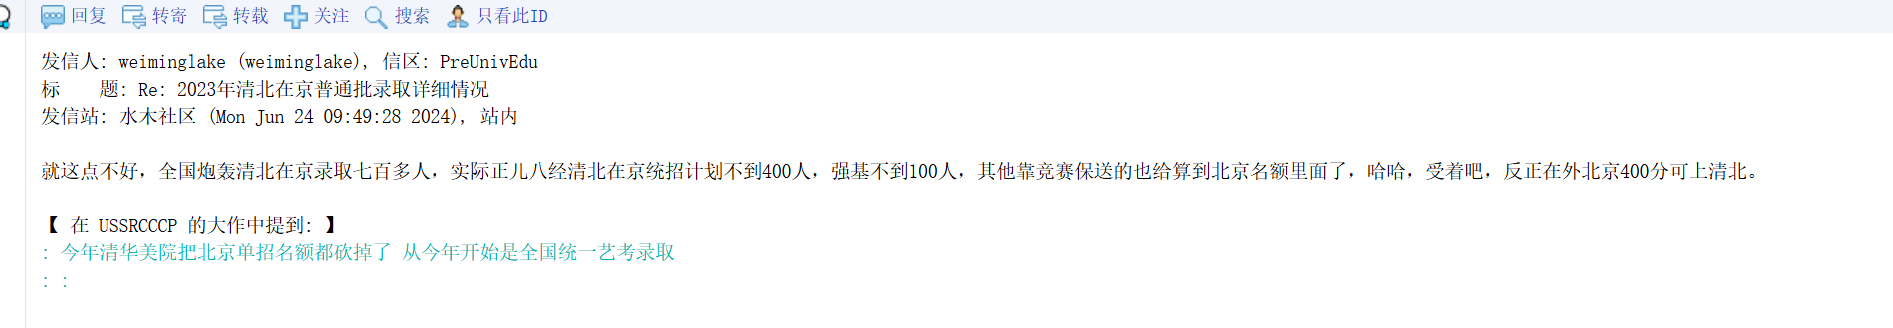 回复 转寄 转载 关注 搜索 只看此ID
发信人: weiminglake (weiminglake), 信区: PreUnivEdu
标　　题: Re: 2023年清北在京普通批录取详细情况
发信站: 水木社区 (Mon Jun 24 09:49:28 2024), 站内
就这点不好，全国炮轰清北在京录取七百多人，实际正儿八经清北在京统招计划不到400人，强基不到100人，其他靠竞赛保送的也给算到北京名额里面了，哈哈，受着吧，反正在外北京400分可上清北。
【 在 USSRCCCP 的大作中提到: 】
: 今年清华美院把北京单招名额都砍掉了 从今年开始是全国统一艺考录取
: :